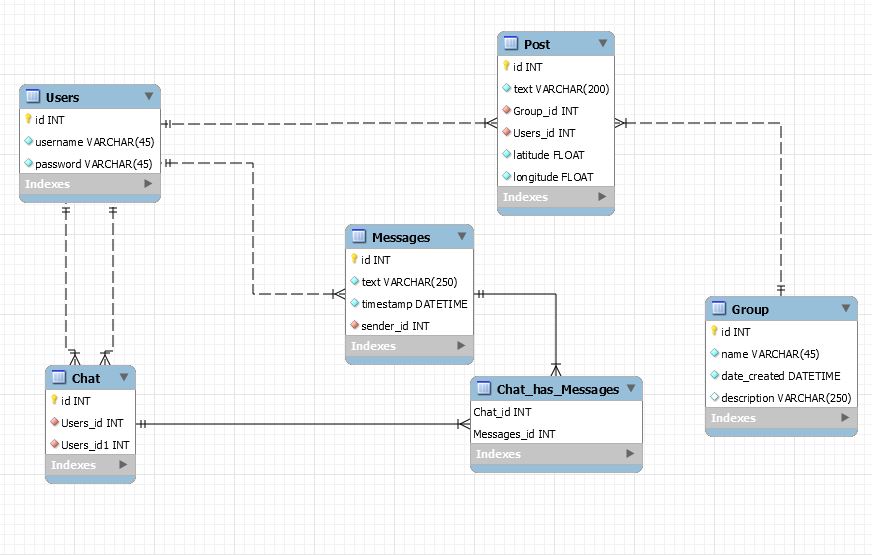 Post
id INT
text VARCHAR(200)
Group_id INT
Users_id INT
latitude FLOAT
longitude FLOAT
Indexes
Users
id INT
username VARCHAR(45)
password VARCHAR(45)
Indexes
Messages
id INT
text VARCHAR(250)
timestamp DATETIME
sender_id INT
Indexes
Group
id INT
name VARCHAR(45)
date_created DATETIME
description VARCHAR(250)
Indexes
Chat
id INT
Users_id INT
Users_id1 INT
Indexes
Chat_has_Messages
Chat_id INT
Messages_id INT
Indexes